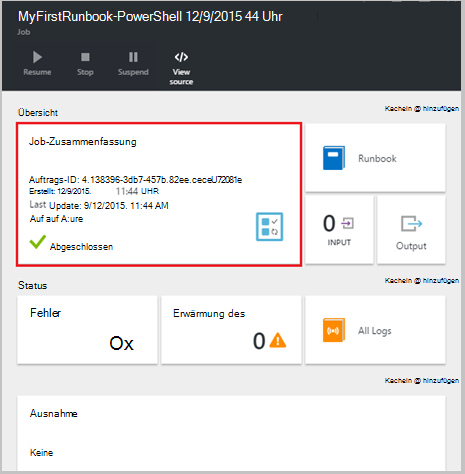 MyFirstRunbook-PowerShell 12/9/2015 44 Uhr
Job
Resume
Stop
Suspend
View source
Übersicht
Kacheln @ hinzufügen
Job-Zusammenfassung
Auftrags-ID: 4.138396-3db7-457b.82ee.ceceU72081e
Erstellt: 12/9/2015. 11:44 UHR
Last Update: 9/12/2015. 11:44 AM
Auf auf A:ure
Abgeschlossen
Runbook
0
INPUT
Output
Status
Kacheln @ hinzufügen
Fehler
Ox
Erwärmung des
0
All Logs
Kacheln @ hinzufügen
Ausnahme
Keine